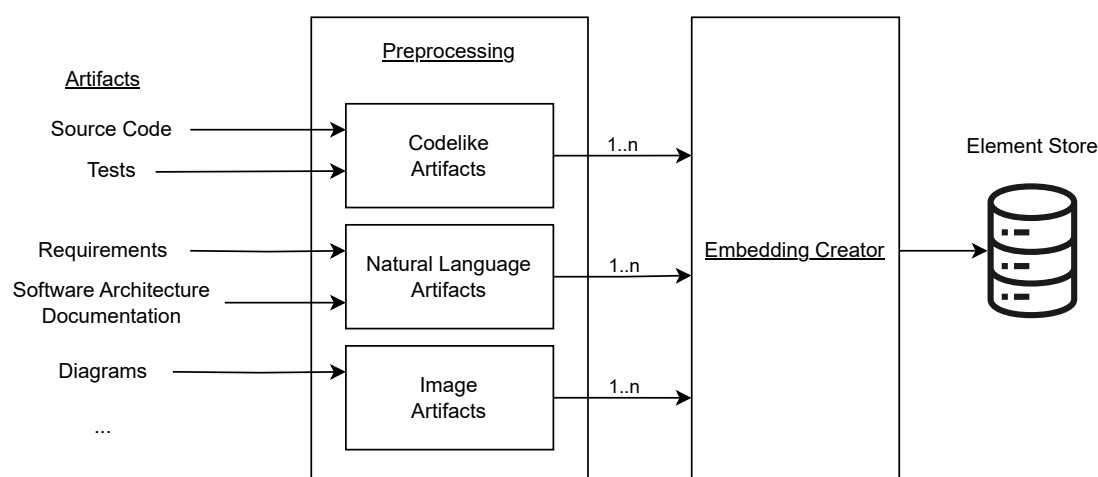 Artifacts
Source Code
Tests
Requirements
Software Architecture
Documentation
Diagrams
...
Preprocessing
Codelike
Artifacts
Natural Language
Artifacts
Image
Artifacts
1..n
1..n
1..n
Embedding Creator
Element Store